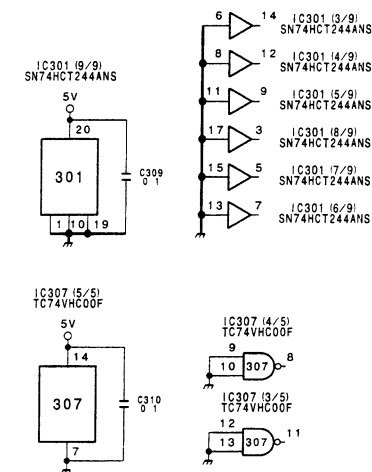 IC301 (9/9)
SN74HCT244ANS
5V
20
301
C309
0 1
1 10 19
6 14 IC301 (3/9)
SN74HCT244ANS
8 12 IC301 (4/9)
SN74HCT244ANS
11 9 IC301 (5/9)
SN74HCT244ANS
17 3 IC301 (8/9)
SN74HCT244ANS
15 5 IC301 (7/9)
SN74HCT244ANS
13 7 IC301 (6/9)
SN74HCT244ANS
IC307 (5/5)
TC74VHC00F
5V
14
307
C310
0 1
7
IC307 (4/5)
TC74VHC00F
9
10 307 8
IC307 (3/5)
TC74VHC00F
12
13 307 11